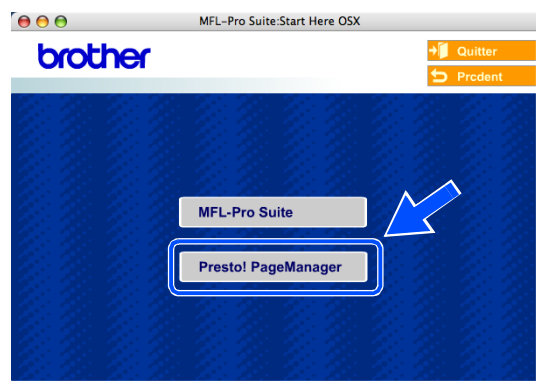 MFL-Pro Suite:Start Here OSX
brother
Quitter
Prcdent
MFL-Pro Suite
Presto! PageManager